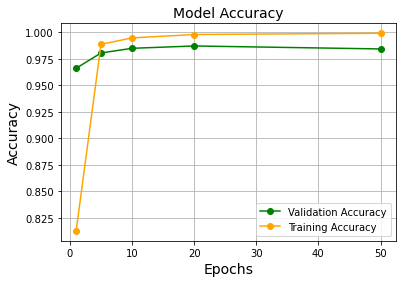 Model Accuracy
Accuracy
1.000
0.975
0.950
0.925
0.900
0.875
0.850
0.825
Validation Accuracy
Training Accuracy
0 10 20 30 40 50
Epochs